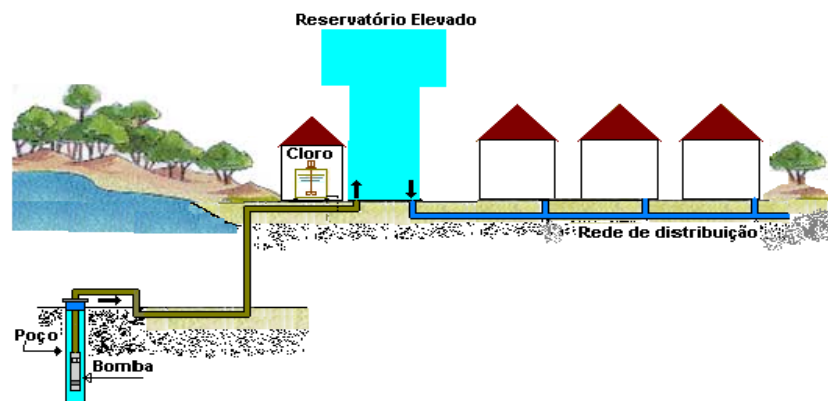 Reservatório Elevado
Cloro
Rede de distribuição
Poço
Bomba